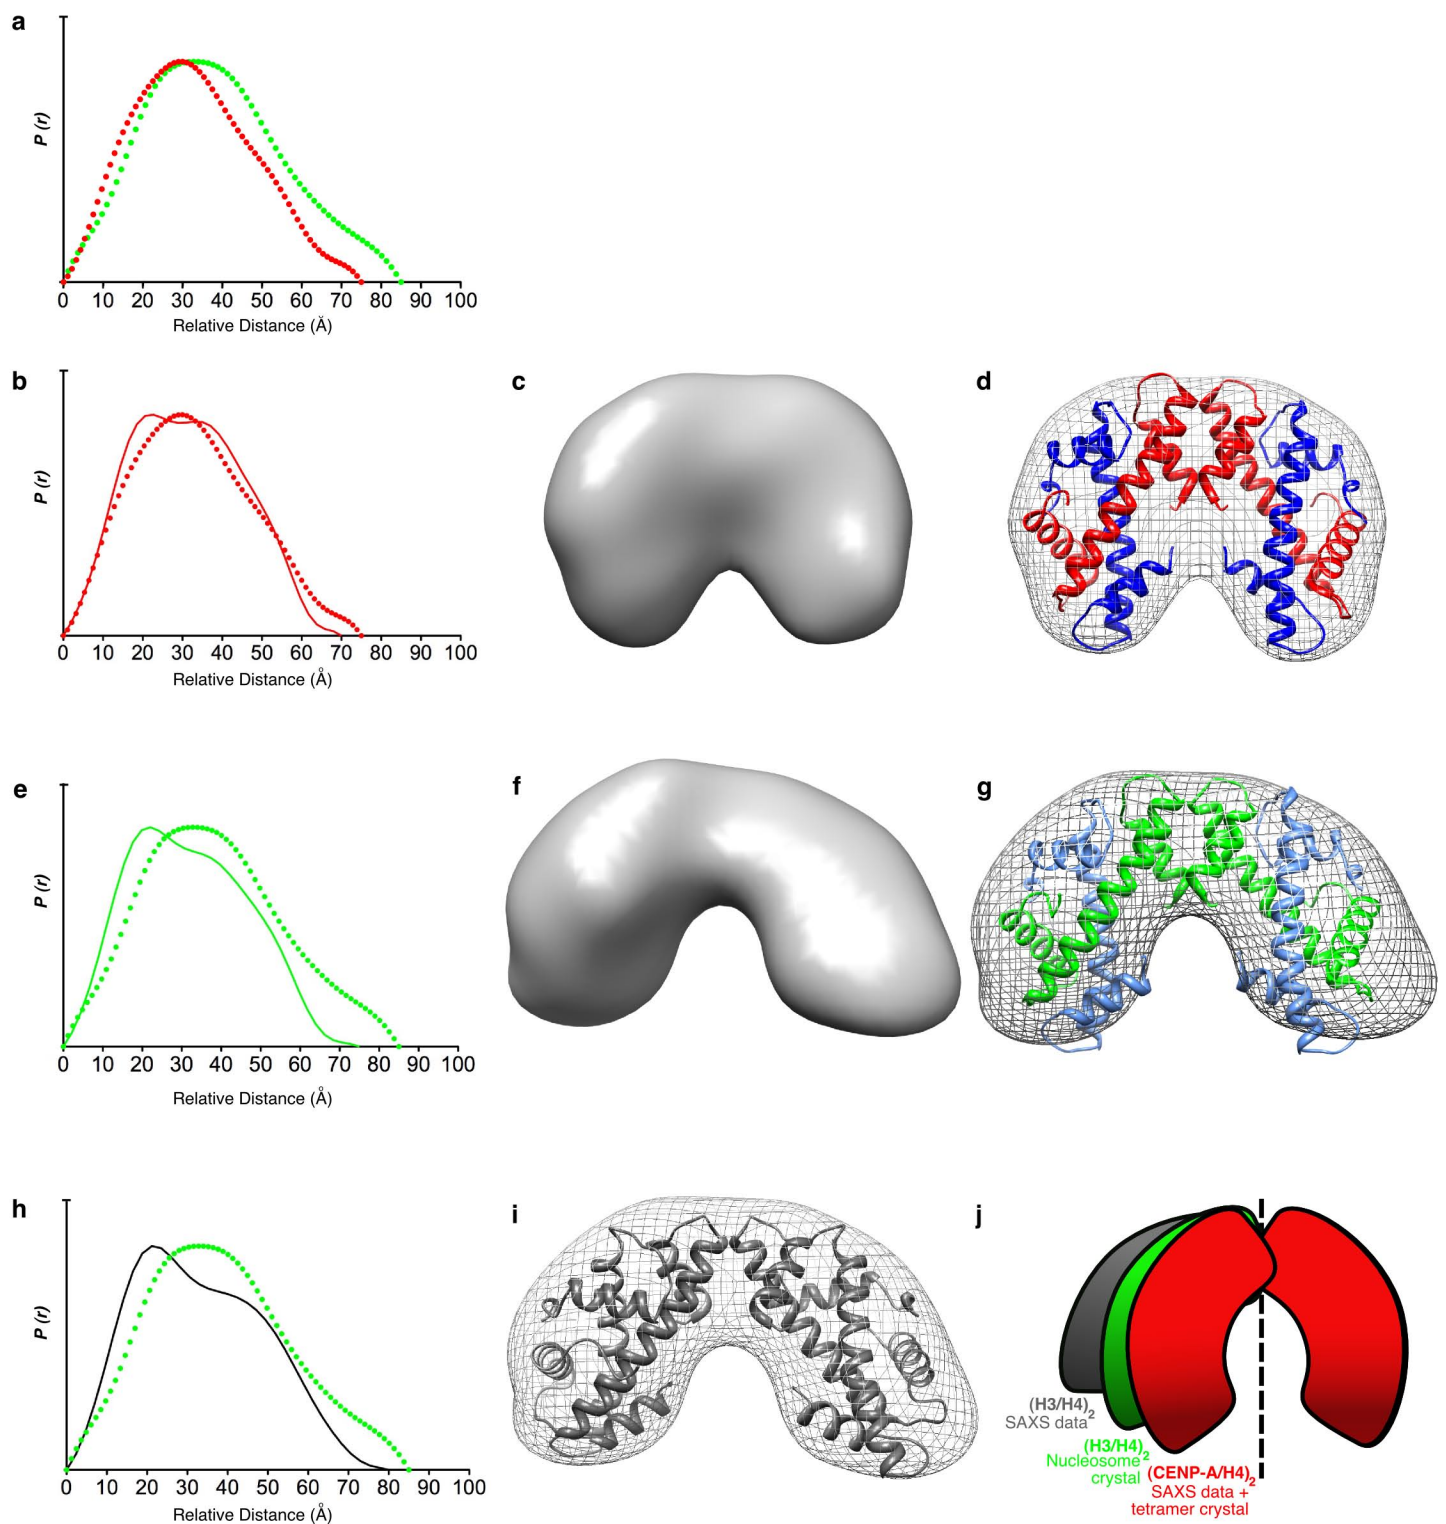 a
P (r)
0 10 20 30 40 50 60 70 80 90 100
Relative Distance (Å)
b
P (r)
0 10 20 30 40 50 60 70 80 90 100
Relative Distance (Å)
c
d
e
P (r)
0 10 20 30 40 50 60 70 80 90 100
Relative Distance (Å)
f
g
h
P (r)
0 10 20 30 40 50 60 70 80 90 100
Relative Distance (Å)
i
j
(H3/H4)2
SAXS data
(H3/H4)2
Nucleosome
crystal
(CENP-A/H4)2
SAXS data +
tetramer crystal